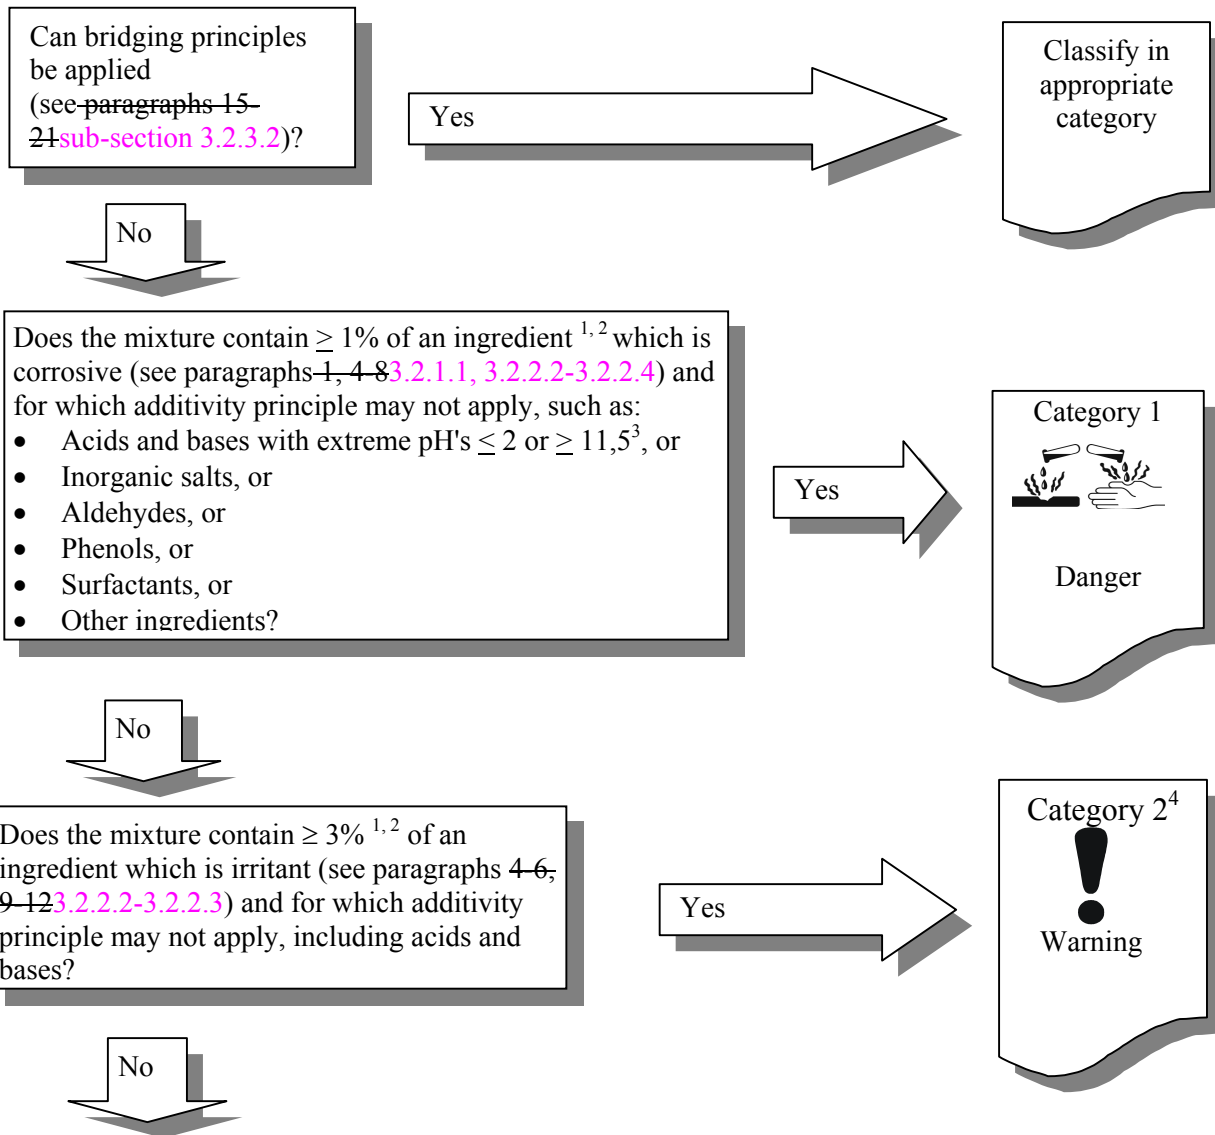 Can bridging principles
be applied
(see paragraphs 15-
21sub-section 3.2.3.2)?
Yes
Classify in
appropriate
category
No
Does the mixture contain ≥ 1% of an ingredient 1, 2 which is
corrosive (see paragraphs 1, 4-83.2.1.1, 3.2.2.2-3.2.2.4) and
for which additivity principle may not apply, such as:
• Acids and bases with extreme pH's ≤ 2 or ≥ 11,5³, or
• Inorganic salts, or
• Aldehydes, or
• Phenols, or
• Surfactants, or
• Other ingredients?
Yes
Category 1
Danger
No
Does the mixture contain ≥ 3% 1, 2 of an
ingredient which is irritant (see paragraphs 4-6,
9-123.2.2.2-3.2.2.3) and for which additivity
principle may not apply, including acids and
bases?
Yes
Category 2⁴
Warning
No